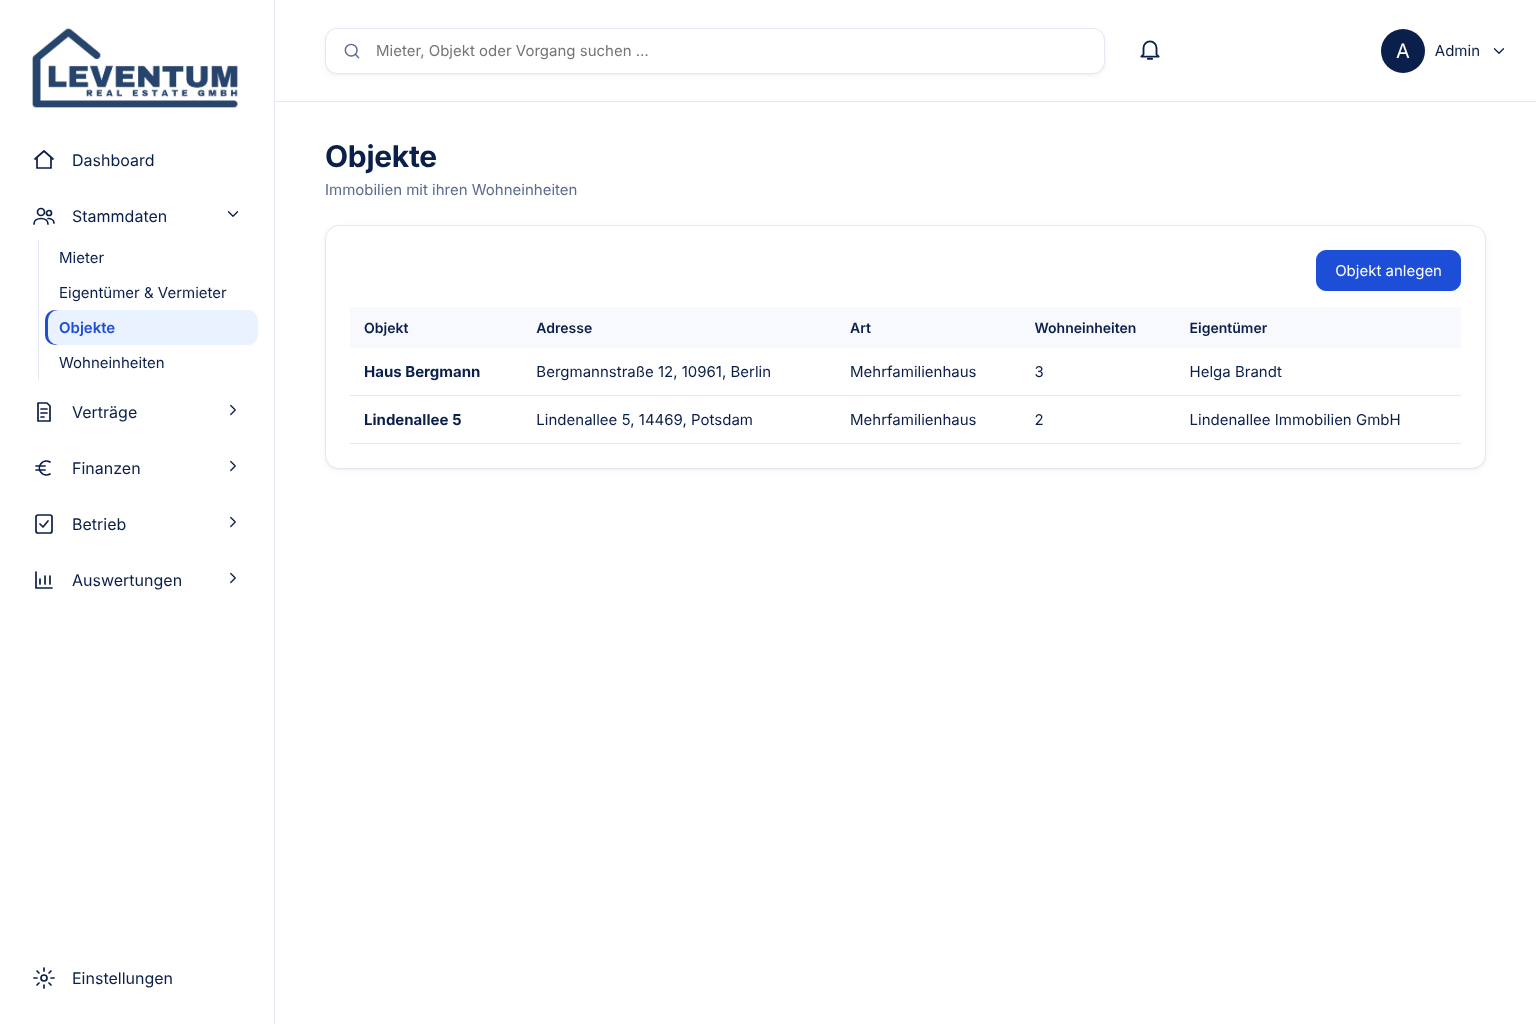 LEVENTUM
REAL ESTATE GMBH
Mieter, Objekt oder Vorgang suchen ...
A
Admin
Dashboard
Stammdaten
Mieter
Eigentümer & Vermieter
Objekte
Wohneinheiten
Verträge
Finanzen
Betrieb
Auswertungen
Einstellungen
Objekte
Immobilien mit ihren Wohneinheiten
Objekt anlegen
Objekt Adresse Art Wohneinheiten Eigentümer
Haus Bergmann Bergmannstraße 12, 10961, Berlin Mehrfamilienhaus 3 Helga Brandt
Lindenallee 5 Lindenallee 5, 14469, Potsdam Mehrfamilienhaus 2 Lindenallee Immobilien GmbH